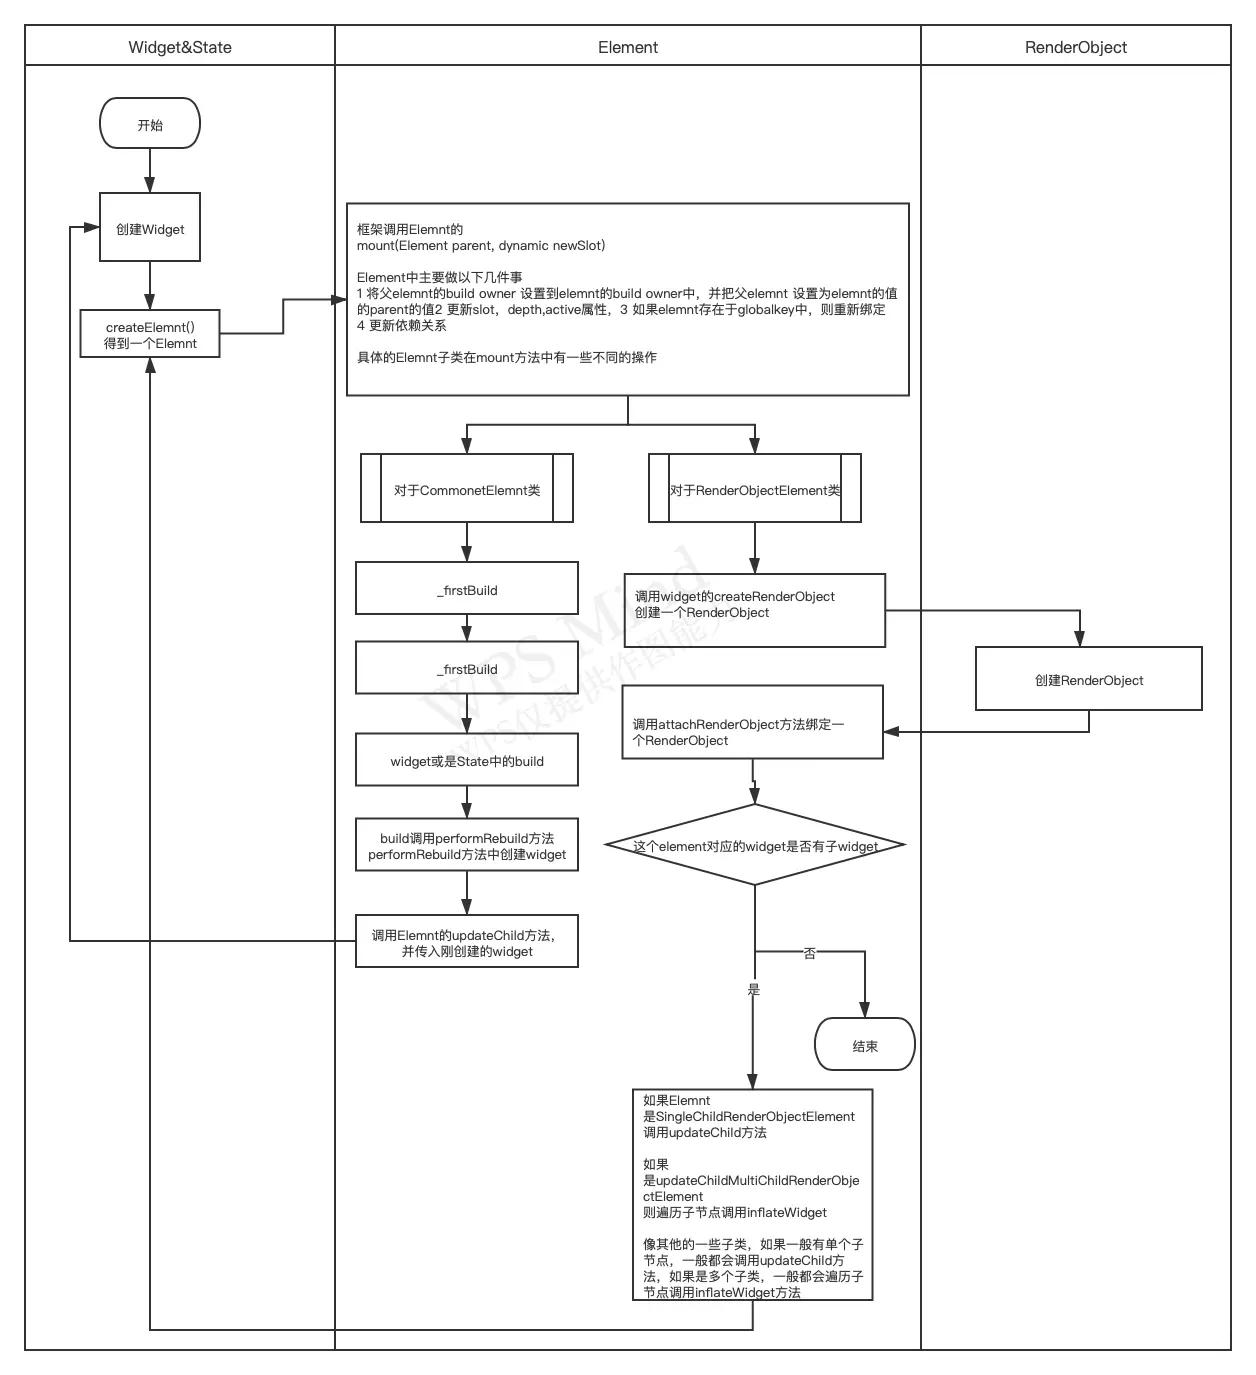 Widget&State
Element
RenderObject
开始
创建Widget
createElemnt()
得到一个Elemnt
框架调用Elemnt的
mount(Element parent, dynamic newSlot)
Element中主要做以下几件事
1 将父elemnt的build owner 设置到elemnt的build owner中，并把父elemnt 设置为elemnt的值
的parent的值2 更新slot，depth,active属性，3 如果elemnt存在于globalkey中，则重新绑定
4 更新依赖关系
具体的Elemnt子类在mount方法中有一些不同的操作
对于CommonetElemnt类
对于RenderObjectElement类
_firstBuild
_firstBuild
widget或是State中的build
build调用performRebuild方法
performRebuild方法中创建widget
调用Elemnt的updateChild方法，
并传入刚创建的widget
调用widget的createRenderObject
创建一个RenderObject
创建RenderObject
调用attachRenderObject方法绑定一
个RenderObject
这个element对应的widget是否有子widget
否
是
结束
如果Elemnt
是SingleChildRenderObjectElement
调用updateChild方法
如果
是updateChildMultiChildRenderObje
ctElement
则遍历子节点调用inflateWidget
像其他的一些子类，如果一般有单个子
节点，一般都会调用updateChild方
法，如果是多个子类，一般都会遍历子
节点调用inflateWidget方法
WPS Mind
WPS仅提供作图能力